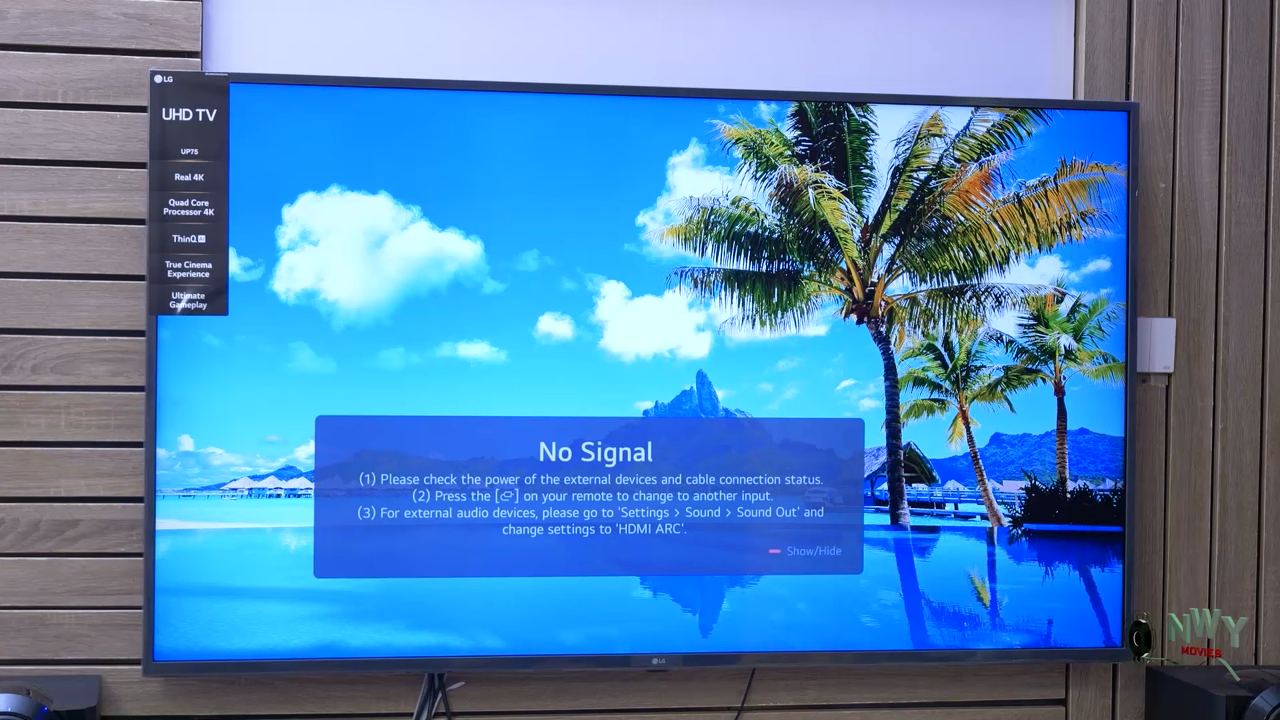 LG
UHD TV
UP75
Real 4K
Quad Core
Processor 4K
ThinQ AI
True Cinema
Experience
Ultimate
Gameplay
No Signal
(1) Please check the power of the external devices and cable connection status.
(2) Press the [⮔] on your remote to change to another input.
(3) For external audio devices, please go to 'Settings > Sound > Sound Out' and
change settings to 'HDMI ARC'.
Show/Hide
LG
NWY
MOVIES